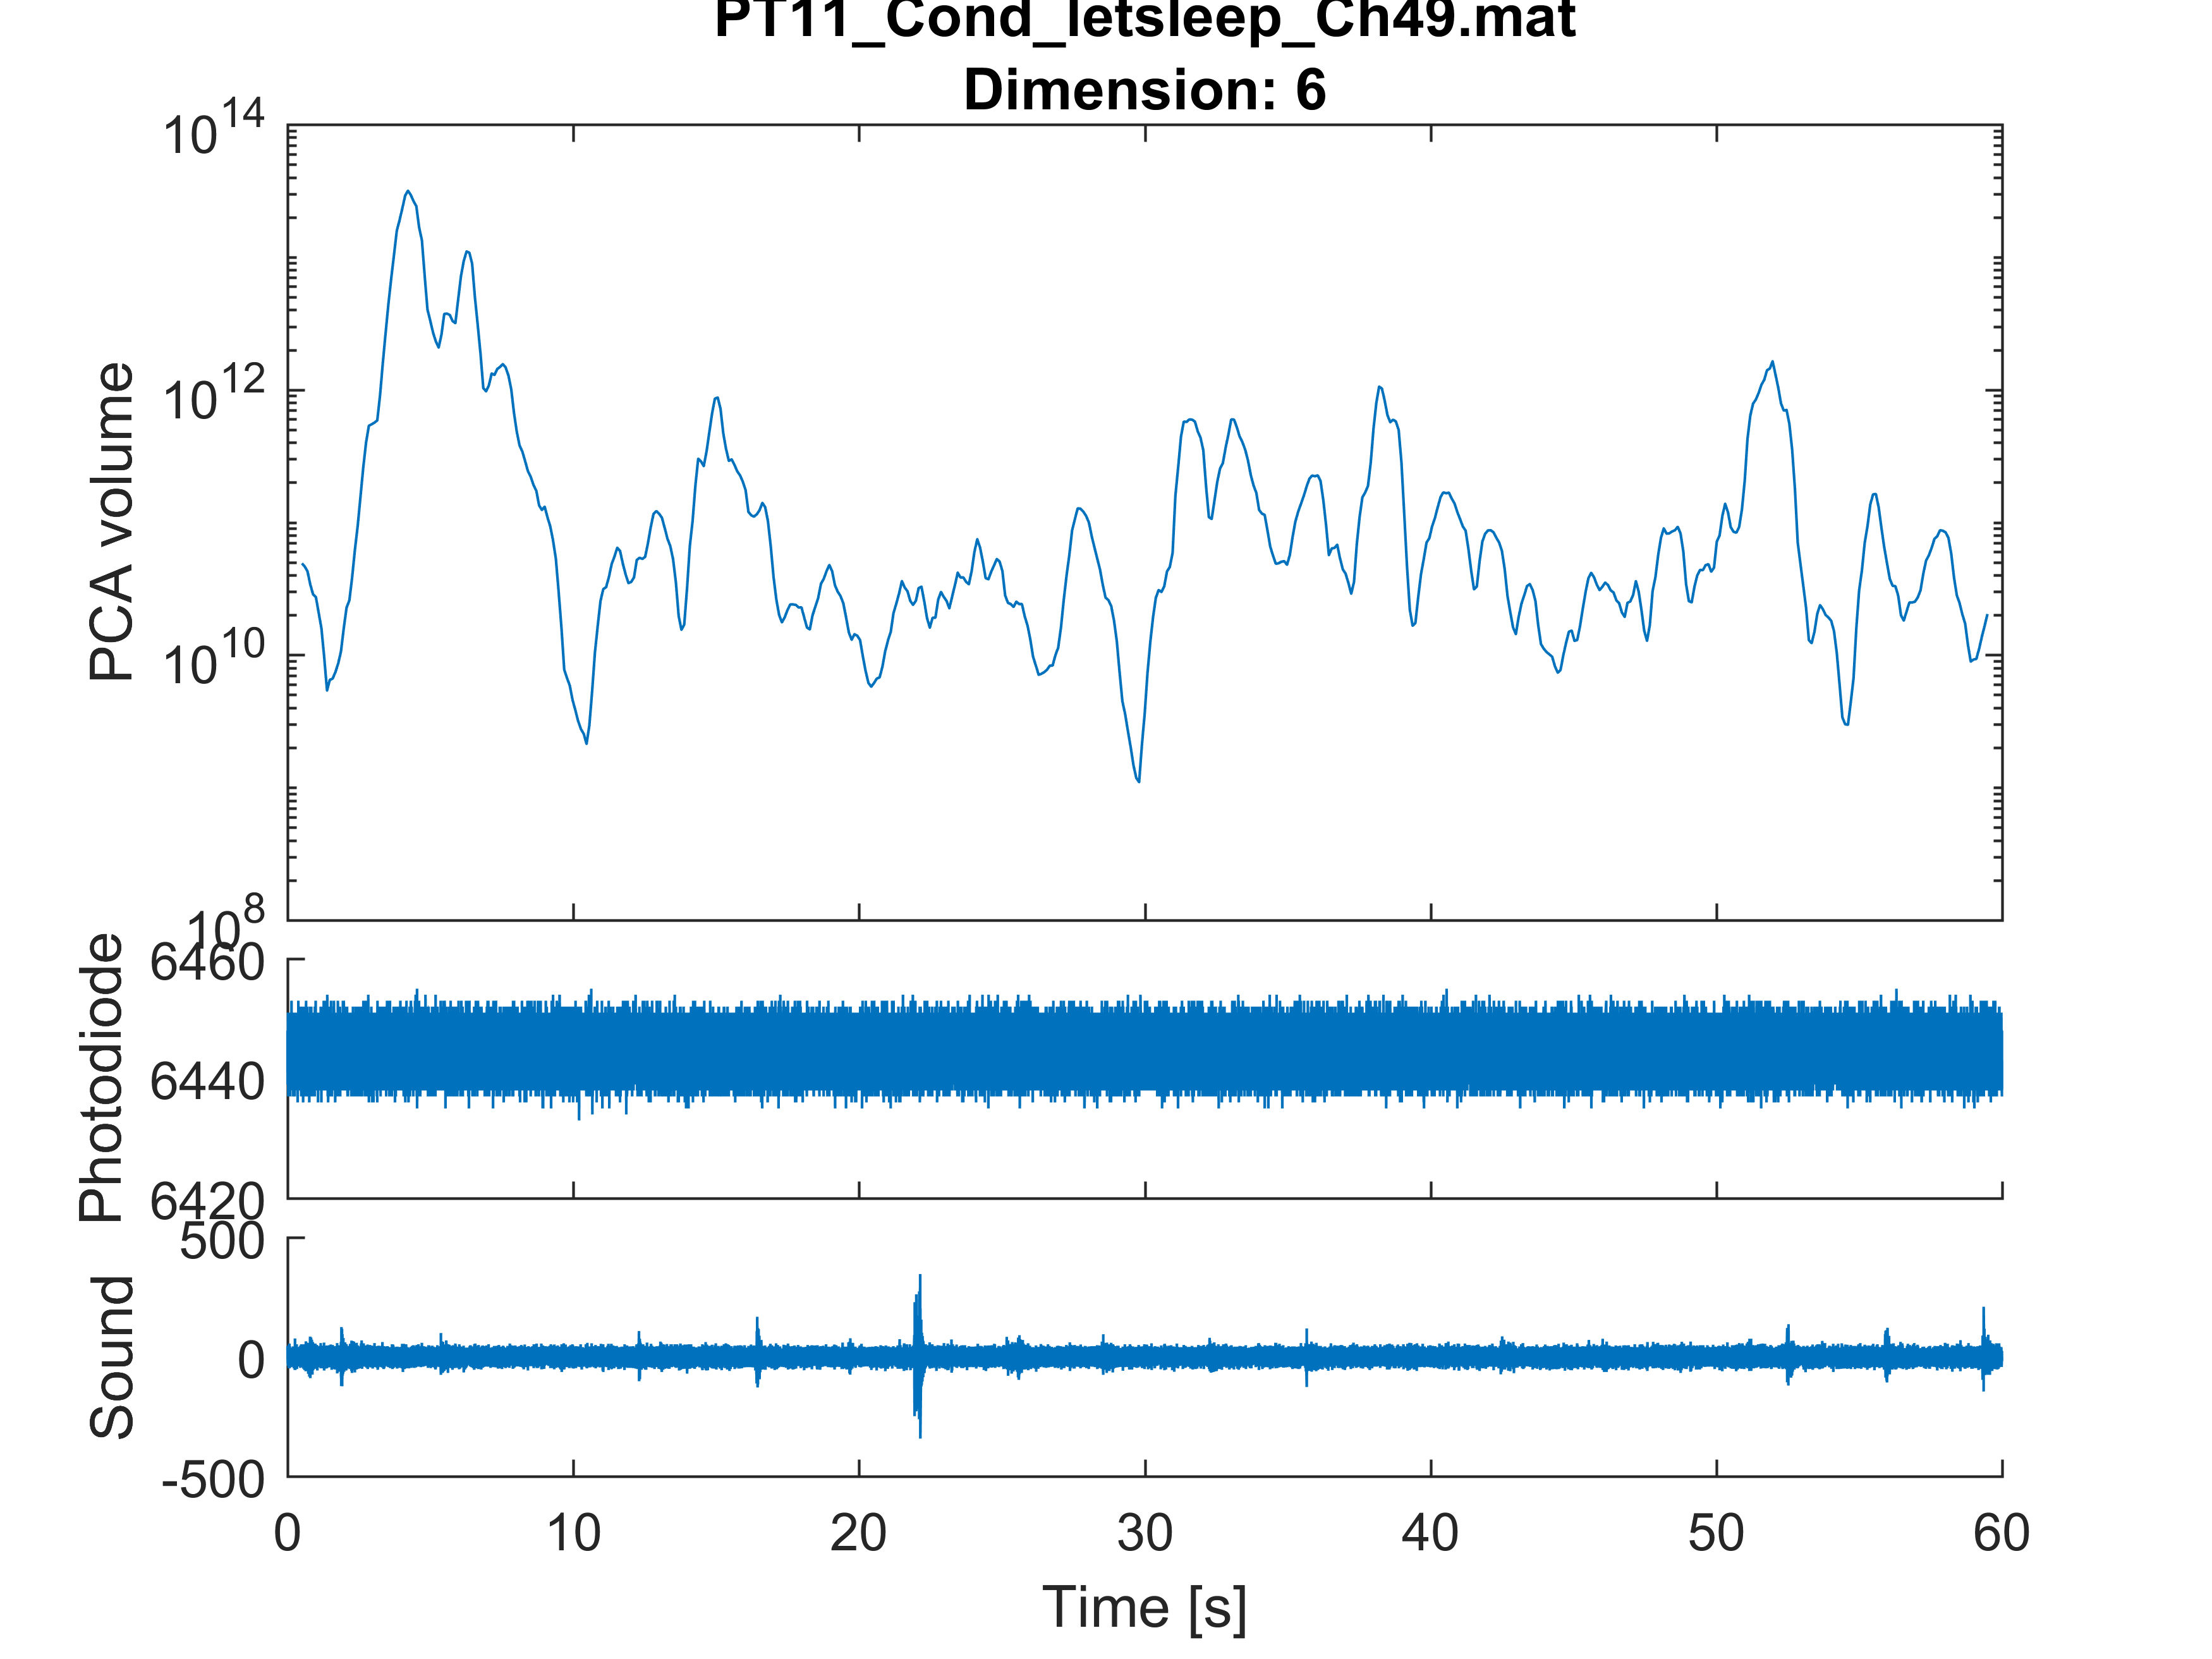 PT11_Cond_letsleep_Ch49.mat
Dimension: 6
10^14
10^12
10^10
10^8
PCA volume
6460
6440
6420
Photodiode
500
0
-500
Sound
0 10 20 30 40 50 60
Time [s]